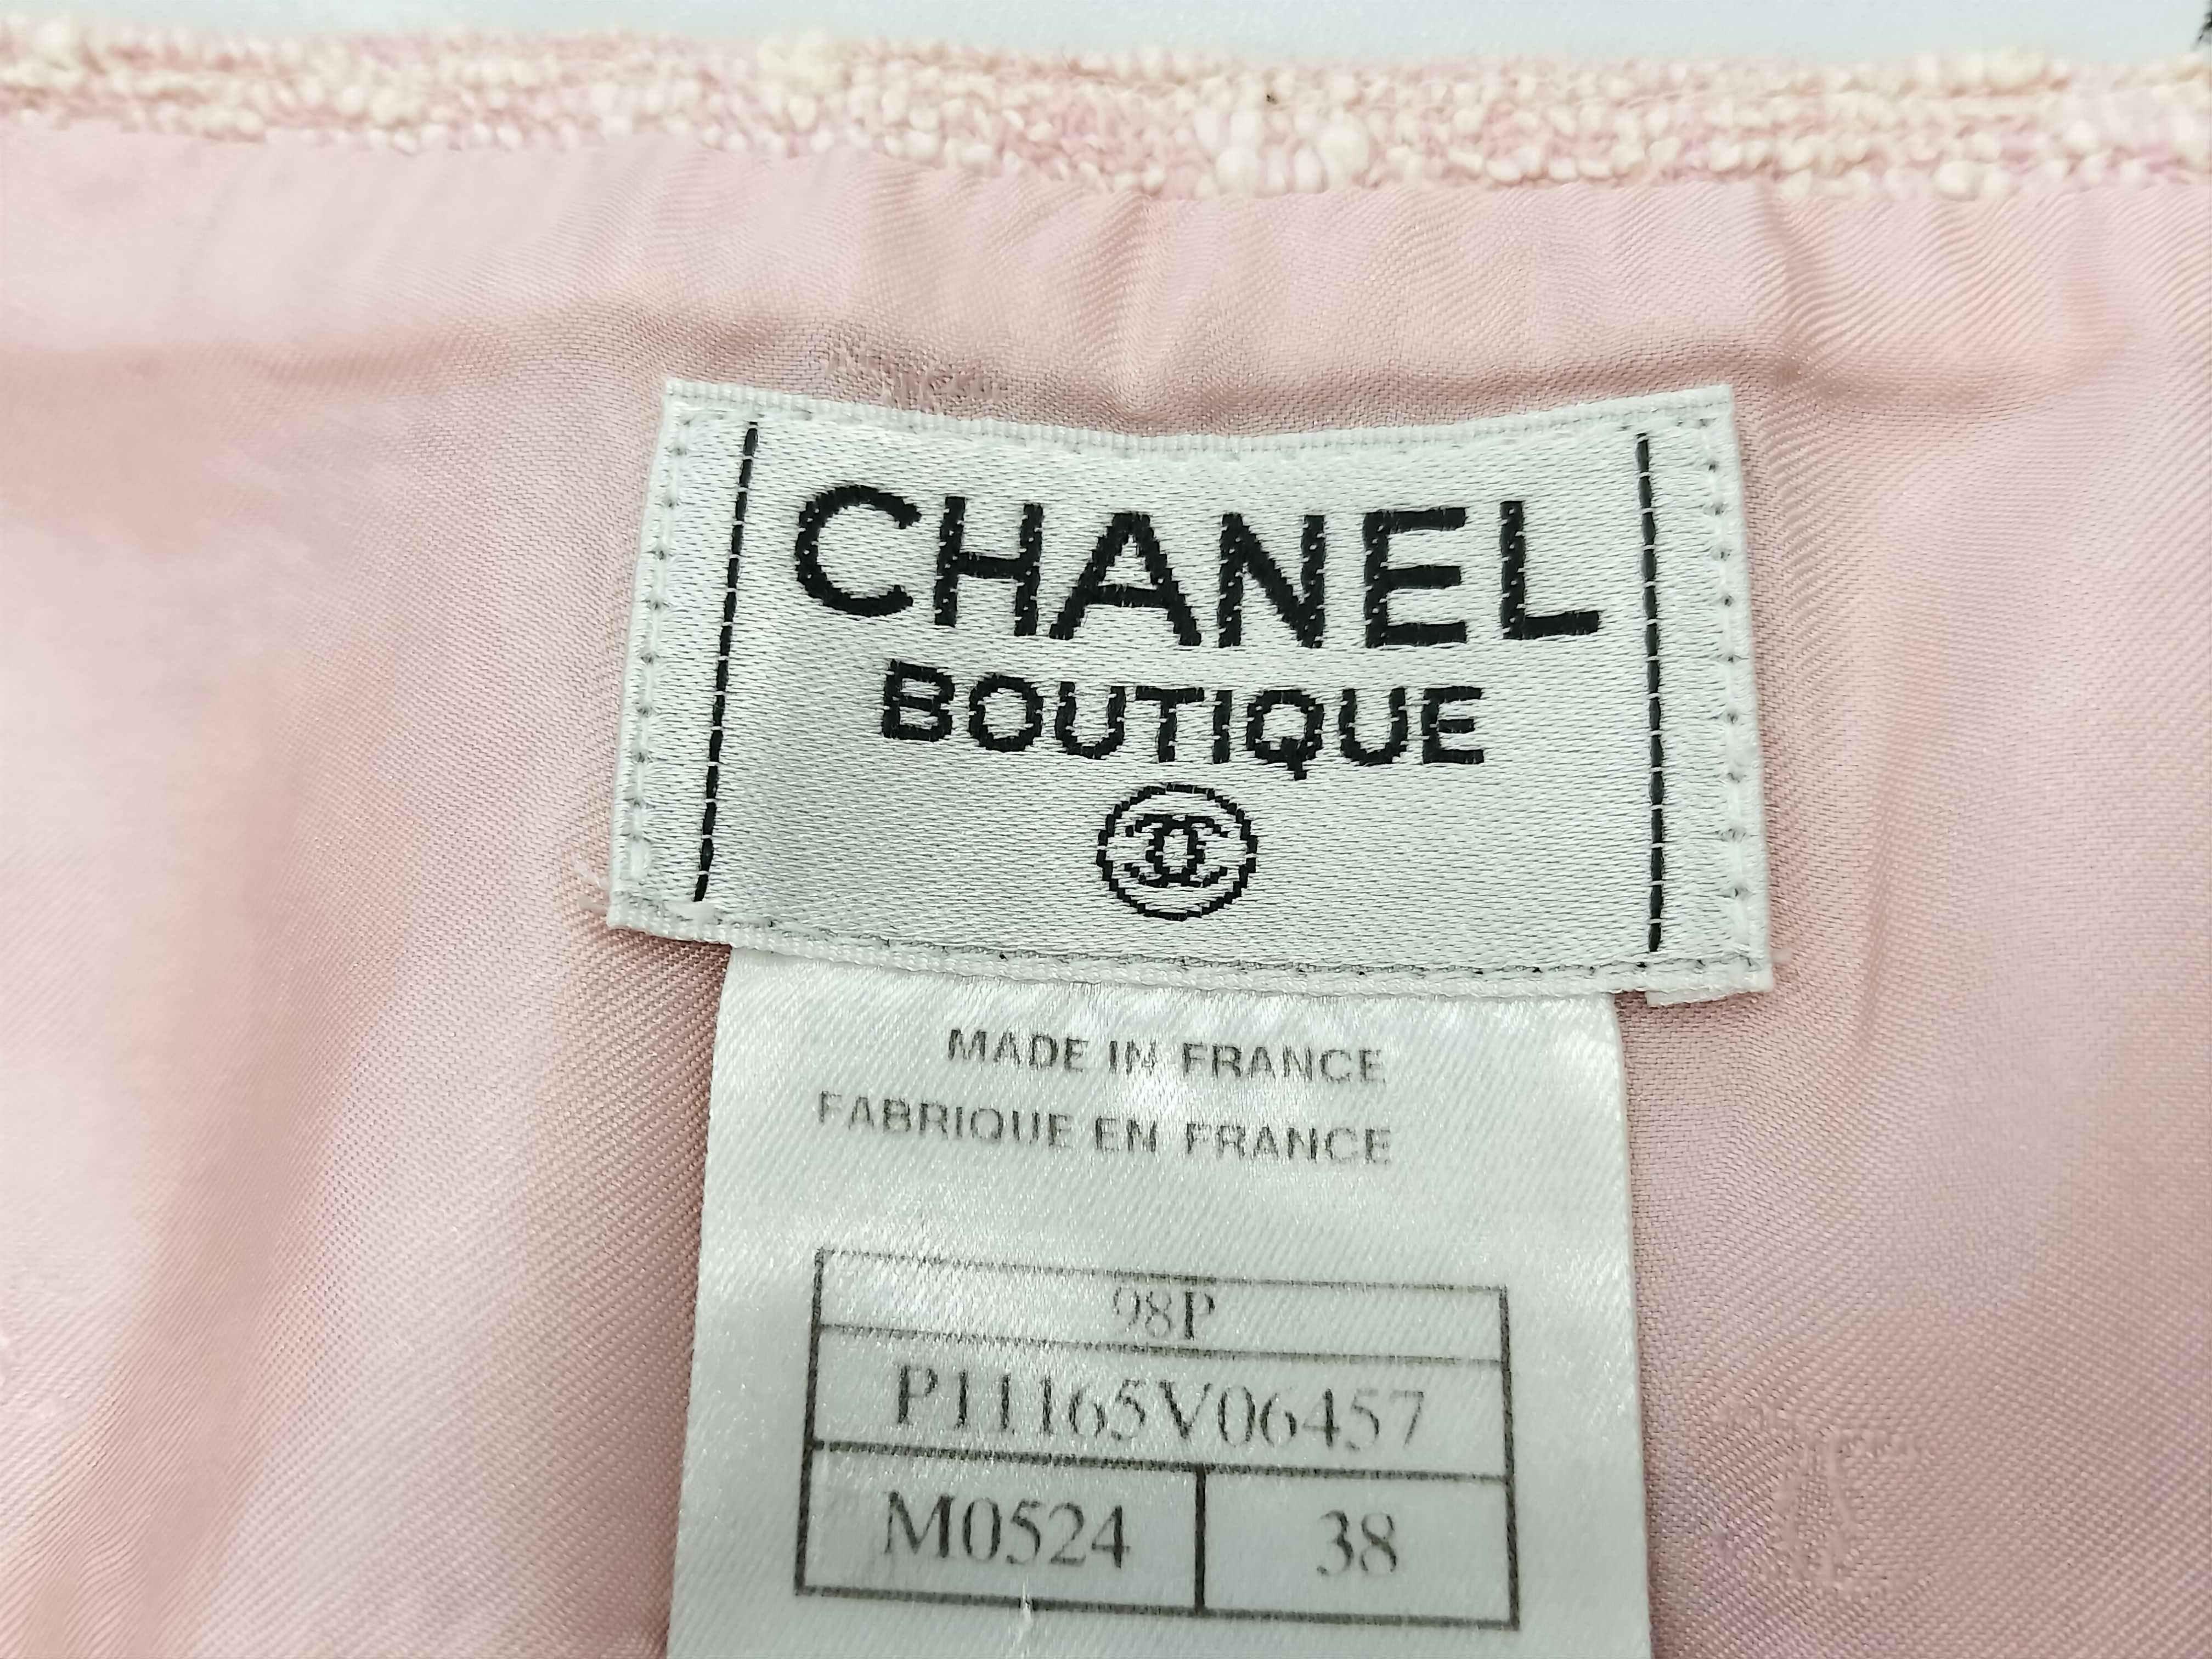 CHANEL
BOUTIQUE
MADE IN FRANCE
FABRIQUE EN FRANCE
98P
P11165V06457
M0524 38